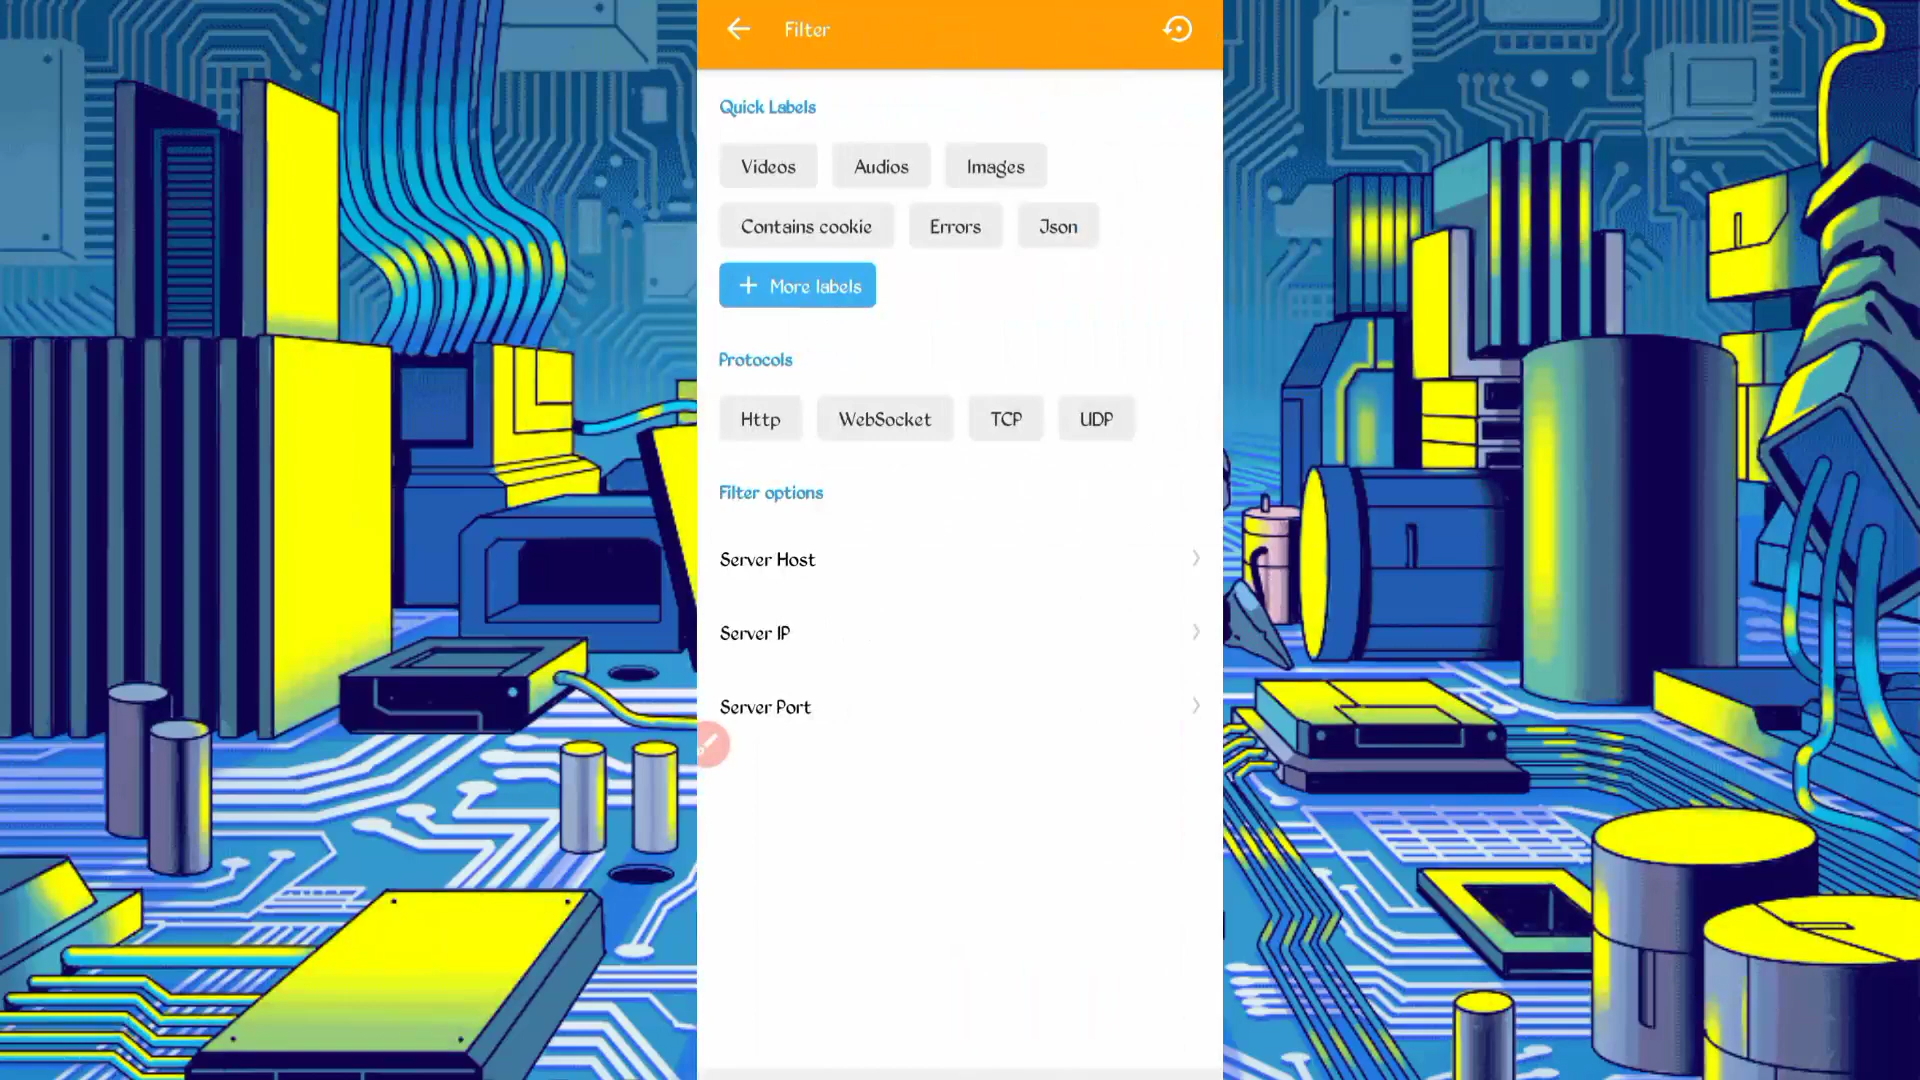 Filter
Quick Labels
Videos Audios Images
Contains cookie Errors Json
+ More labels
Protocols
Http WebSocket TCP UDP
Filter options
Server Host
Server IP
Server Port